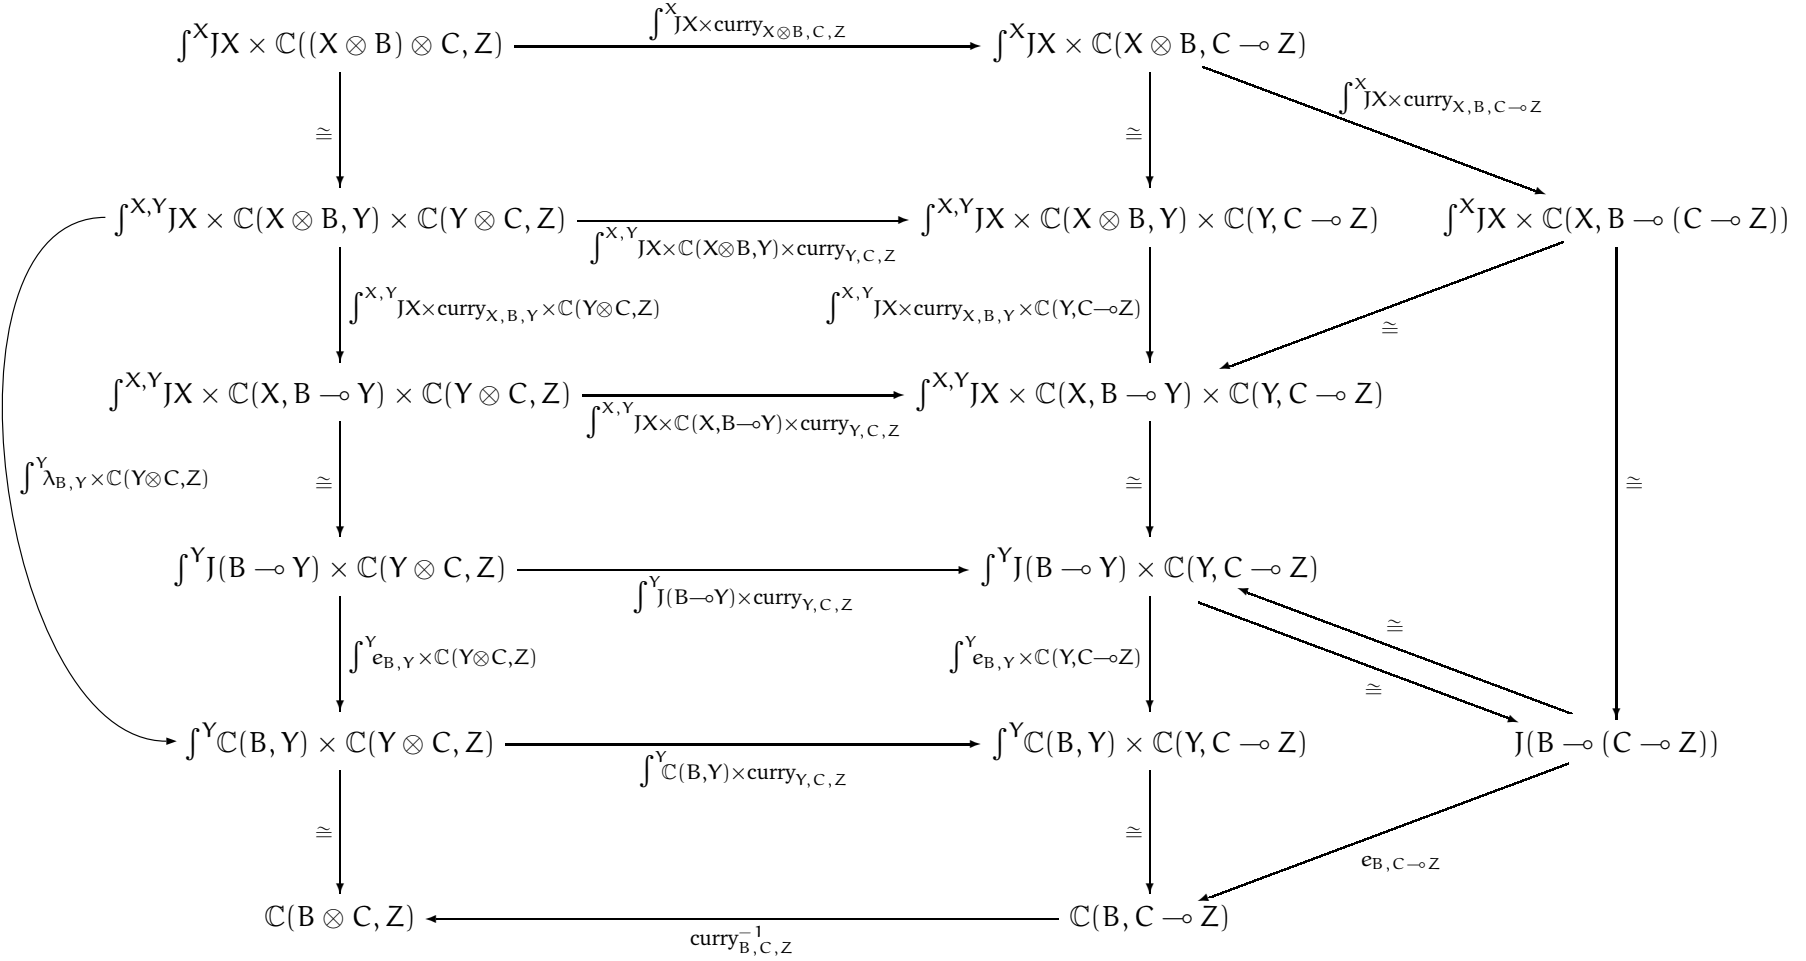 ∫^X JX×curry_{X⊗B,C,Z}
∫^X JX × ℂ((X ⊗ B) ⊗ C, Z)
∫^X JX × ℂ(X ⊗ B, C ⊸ Z)
∫^X JX×curry_{X,B,C⊸Z}
≅
≅
∫^{X,Y} JX × ℂ(X ⊗ B, Y) × ℂ(Y ⊗ C, Z)
∫^{X,Y} JX × ℂ(X ⊗ B, Y) × ℂ(Y, C ⊸ Z)
∫^X JX × ℂ(X, B ⊸ (C ⊸ Z))
∫^{X,Y} JX×ℂ(X⊗B,Y)×curry_{Y,C,Z}
∫^{X,Y} JX×curry_{X,B,Y}×ℂ(Y⊗C,Z)
∫^{X,Y} JX×curry_{X,B,Y}×ℂ(Y,C⊸Z)
≅
∫^{X,Y} JX × ℂ(X, B ⊸ Y) × ℂ(Y ⊗ C, Z)
∫^{X,Y} JX × ℂ(X, B ⊸ Y) × ℂ(Y, C ⊸ Z)
∫^{X,Y} JX×ℂ(X,B⊸Y)×curry_{Y,C,Z}
∫^Y λ_{B,Y}×ℂ(Y⊗C,Z)
≅
≅
≅
∫^Y J(B ⊸ Y) × ℂ(Y ⊗ C, Z)
∫^Y J(B ⊸ Y) × ℂ(Y, C ⊸ Z)
∫^Y J(B⊸Y)×curry_{Y,C,Z}
≅
∫^Y e_{B,Y}×ℂ(Y⊗C,Z)
∫^Y e_{B,Y}×ℂ(Y,C⊸Z)
≅
∫^Y ℂ(B, Y) × ℂ(Y ⊗ C, Z)
∫^Y ℂ(B, Y) × ℂ(Y, C ⊸ Z)
J(B ⊸ (C ⊸ Z))
∫^Y ℂ(B,Y)×curry_{Y,C,Z}
≅
≅
e_{B,C⊸Z}
ℂ(B ⊗ C, Z)
ℂ(B, C ⊸ Z)
curry^{-1}_{B,C,Z}